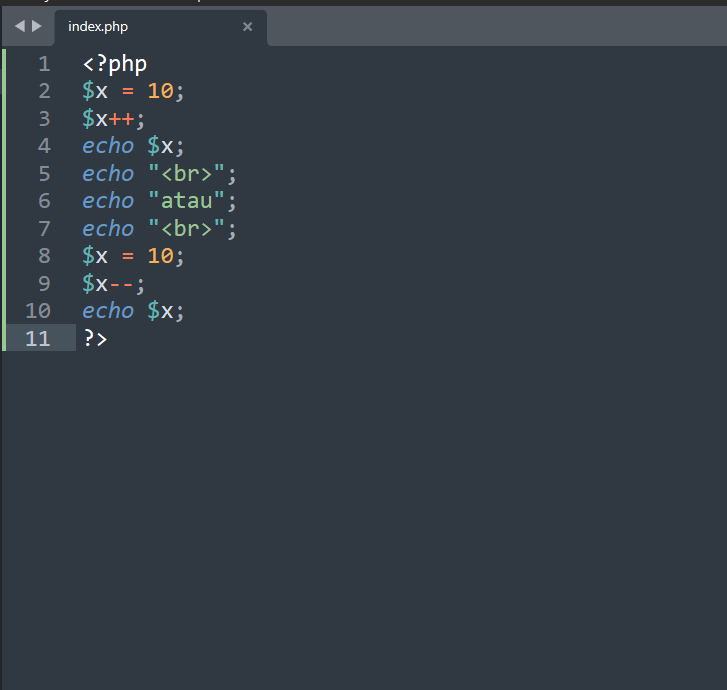 index.php ×
1 <?php
2 $x = 10;
3 $x++;
4 echo $x;
5 echo "<br>";
6 echo "atau";
7 echo "<br>";
8 $x = 10;
9 $x--;
10 echo $x;
11 ?>